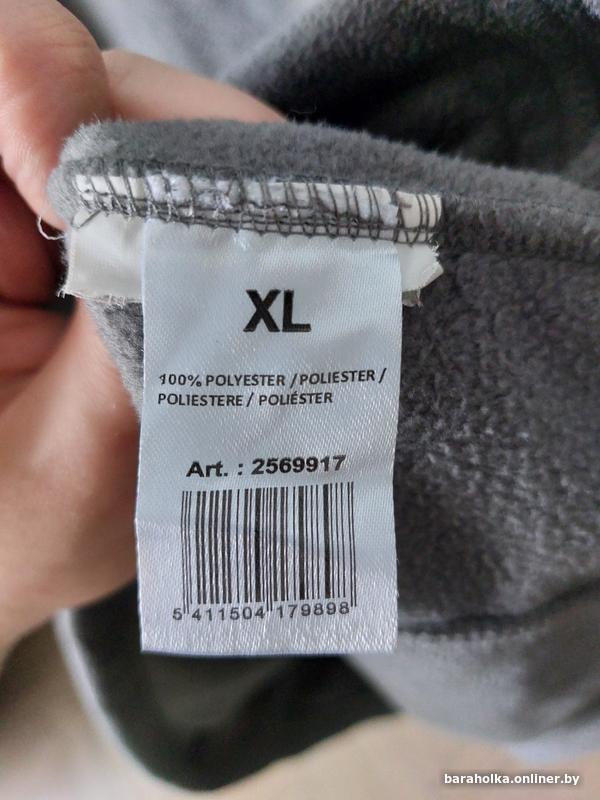 XL
100% POLYESTER / POLIESTER /
POLIESTERE / POLIÉSTER
Art. : 2569917
5 411504 179898
baraholka.onliner.by